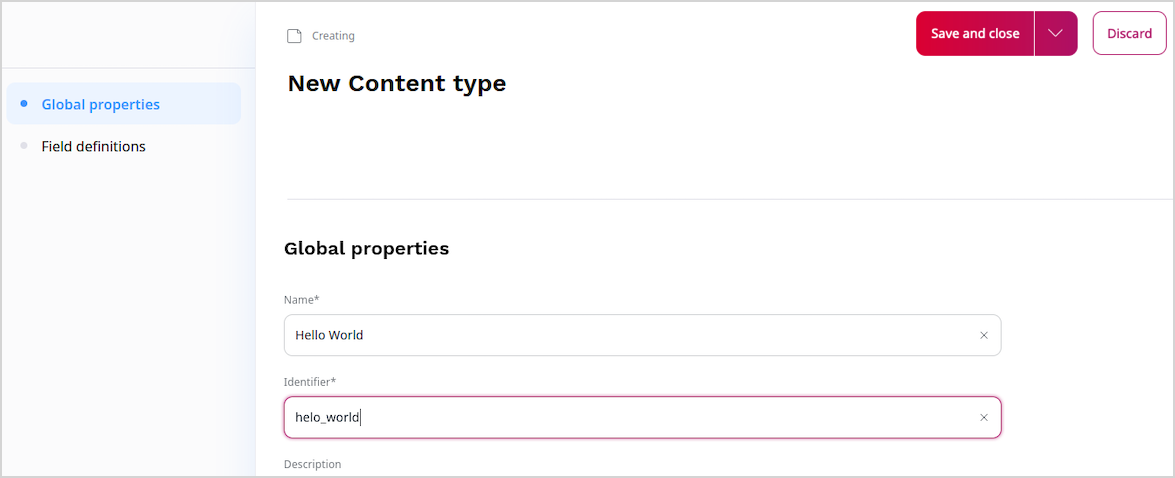 Creating
Save and close
Discard
New Content type
Global properties
Field definitions
Global properties
Name*
Hello World
Identifier*
helo_world
Description